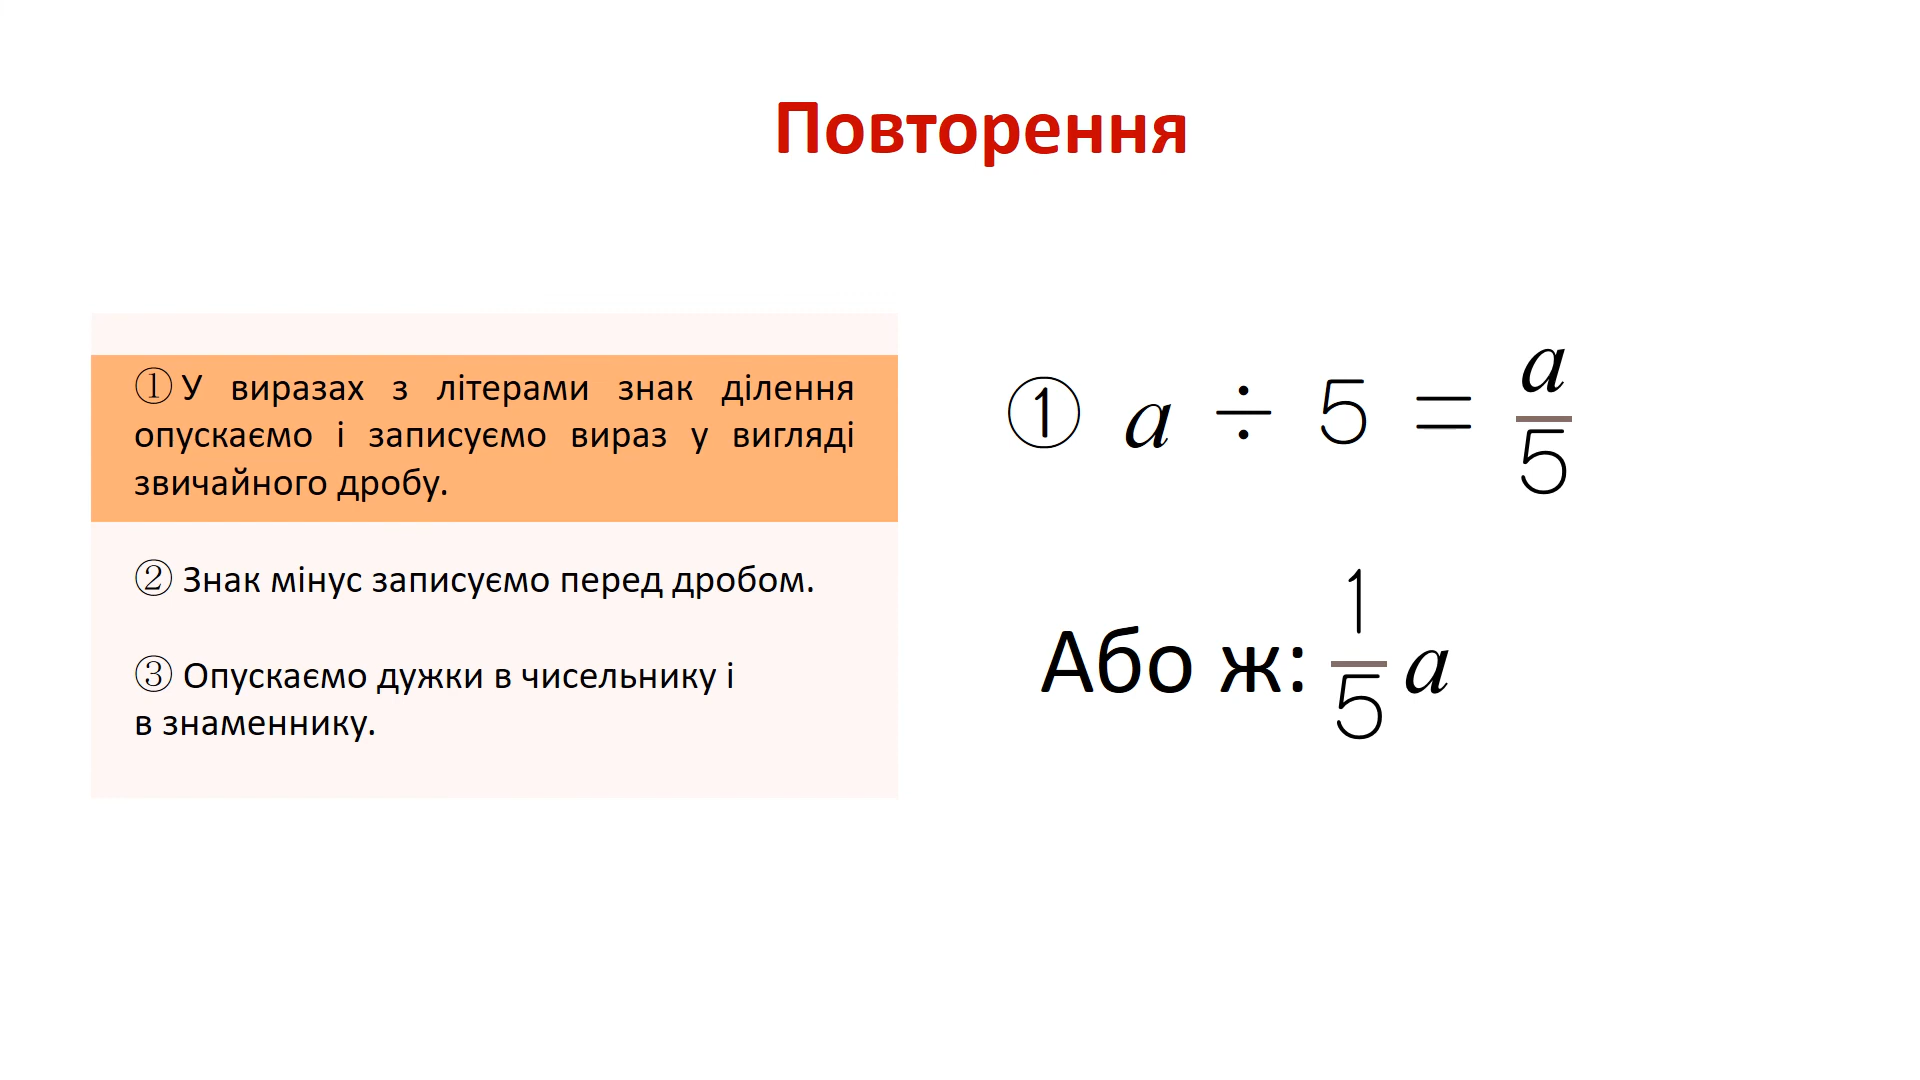 Повторення
① У виразах з літерами знак ділення
опускаємо і записуємо вираз у вигляді
звичайного дробу.
② Знак мінус записуємо перед дробом.
③ Опускаємо дужки в чисельнику і
в знаменнику.
① a ÷ 5 = a/5
Або ж: 1/5 a